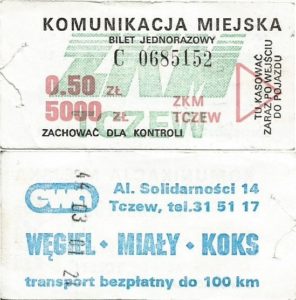 KOMUNIKACJA MIEJSKA
BILET JEDNORAZOWY
C 0685152
ZKM
0.50 ZŁ
5000 ZŁ
ZKM
TCZEW
TCZEW
ZACHOWAĆ DLA KONTROLI
TU KASOWAĆ
ZARAZ PO WEJŚCIU
DO POJAZDU
Al. Solidarności 14
Tczew, tel. 31 51 17
WĘGIEL • MIAŁY • KOKS
transport bezpłatny do 100 km